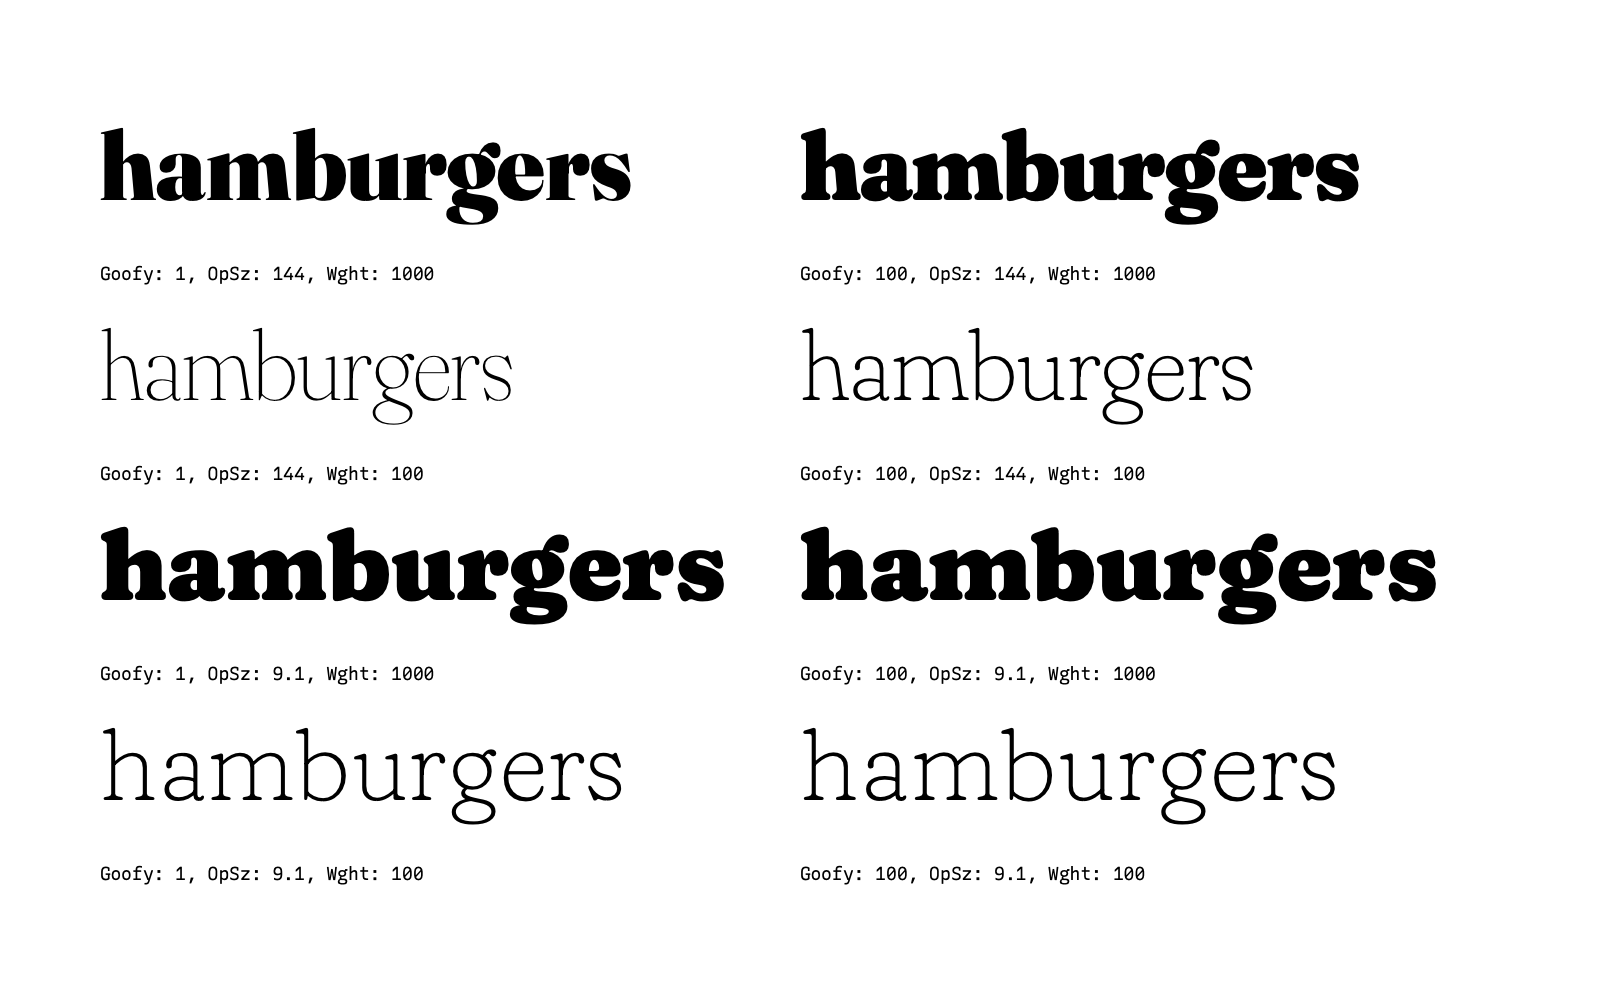 hamburgers hamburgers
Goofy: 1, OpSz: 144, Wght: 1000 Goofy: 100, OpSz: 144, Wght: 1000
hamburgers hamburgers
Goofy: 1, OpSz: 144, Wght: 100 Goofy: 100, OpSz: 144, Wght: 100
hamburgers hamburgers
Goofy: 1, OpSz: 9.1, Wght: 1000 Goofy: 100, OpSz: 9.1, Wght: 1000
hamburgers hamburgers
Goofy: 1, OpSz: 9.1, Wght: 100 Goofy: 100, OpSz: 9.1, Wght: 100